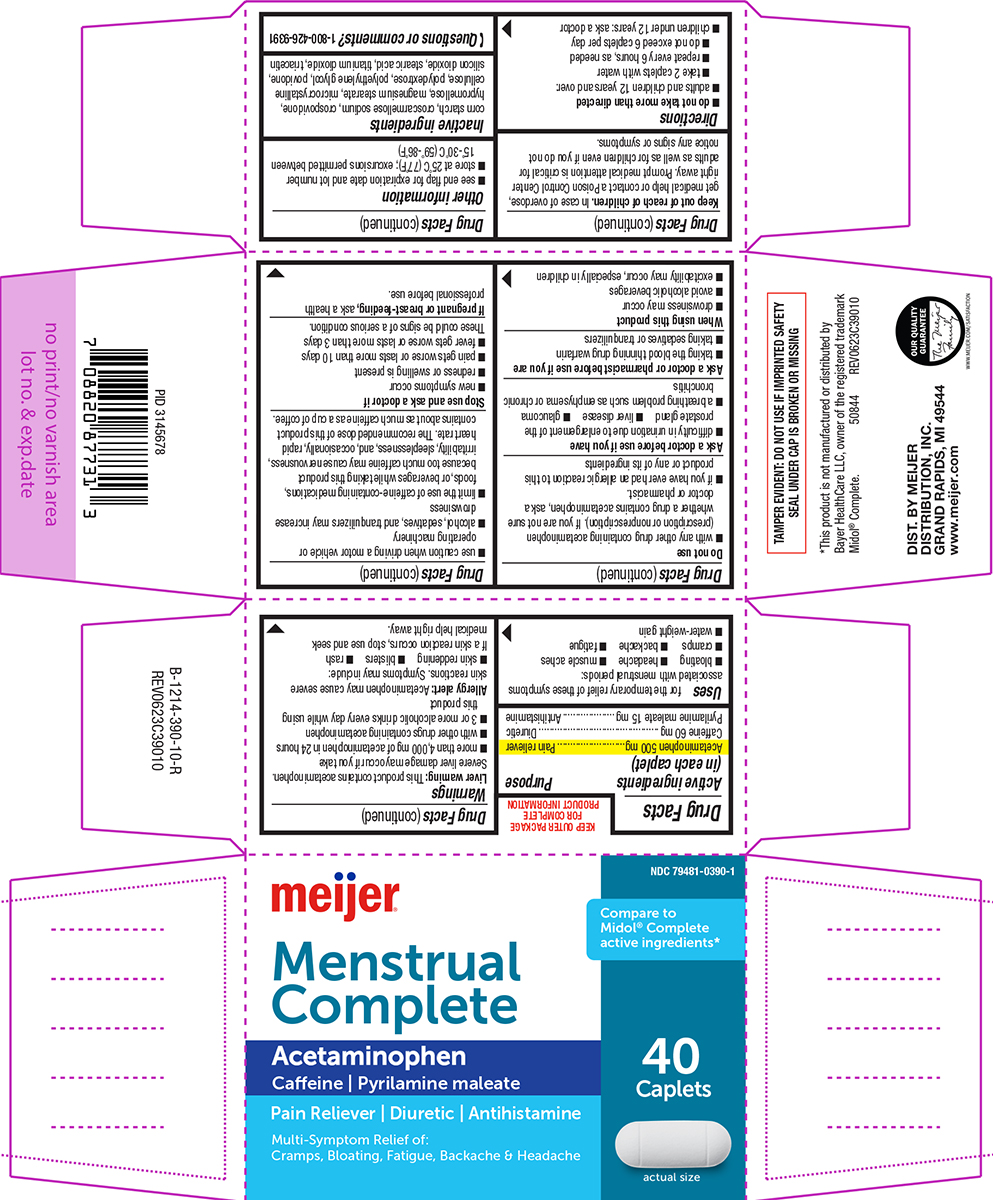 meijer®
Menstrual
Complete
Acetaminophen
Caffeine | Pyrilamine maleate
Pain Reliever | Diuretic | Antihistamine
Multi-Symptom Relief of:
Cramps, Bloating, Fatigue, Backache & Headache
NDC 79481-0390-1
Compare to
Midol® Complete
active ingredients*
40
Caplets
actual size
KEEP OUTER PACKAGE
FOR COMPLETE
PRODUCT INFORMATION
Drug Facts
Active ingredients
(in each caplet) Purpose
Acetaminophen 500 mg........................Pain reliever
Caffeine 60 mg.................................................Diuretic
Pyrilamine maleate 15 mg....................Antihistamine
Uses for the temporary relief of these symptoms
associated with menstrual periods:
■ bloating ■ headache ■ muscle aches
■ cramps ■ backache ■ fatigue
■ water-weight gain
Drug Facts (continued)
Warnings
Liver warning: This product contains acetaminophen.
Severe liver damage may occur if you take
■ more than 4,000 mg of acetaminophen in 24 hours
■ with other drugs containing acetaminophen
■ 3 or more alcoholic drinks every day while using
this product
Allergy alert: Acetaminophen may cause severe
skin reactions. Symptoms may include:
■ skin reddening ■ blisters ■ rash
If a skin reaction occurs, stop use and seek
medical help right away.
Drug Facts (continued)
Do not use
■ with any other drug containing acetaminophen
(prescription or nonprescription). If you are not sure
whether a drug contains acetaminophen, ask a
doctor or pharmacist.
■ if you have ever had an allergic reaction to this
product or any of its ingredients
Ask a doctor before use if you have
■ difficulty in urination due to enlargement of the
prostate gland ■ liver disease ■ glaucoma
■ a breathing problem such as emphysema or chronic
bronchitis
Ask a doctor or pharmacist before use if you are
■ taking the blood thinning drug warfarin
■ taking sedatives or tranquilizers
When using this product
■ drowsiness may occur
■ avoid alcoholic beverages
■ excitability may occur, especially in children
Drug Facts (continued)
■ use caution when driving a motor vehicle or
operating machinery
■ alcohol, sedatives, and tranquilizers may increase
drowsiness
■ limit the use of caffeine-containing medications,
foods, or beverages while taking this product
because too much caffeine may cause nervousness,
irritability, sleeplessness, and, occasionally, rapid
heart rate. The recommended dose of this product
contains about as much caffeine as a cup of coffee.
Stop use and ask a doctor if
■ new symptoms occur
■ redness or swelling is present
■ pain gets worse or lasts more than 10 days
■ fever gets worse or lasts more than 3 days
These could be signs of a serious condition.
If pregnant or breast-feeding, ask a health
professional before use.
Drug Facts (continued)
Keep out of reach of children. In case of overdose,
get medical help or contact a Poison Control Center
right away. Prompt medical attention is critical for
adults as well as for children even if you do not
notice any signs or symptoms.
Directions
■ do not take more than directed
■ adults and children 12 years and over:
■ take 2 caplets with water
■ repeat every 6 hours, as needed
■ do not exceed 6 caplets per day
■ children under 12 years: ask a doctor
Drug Facts (continued)
Other information
■ see end flap for expiration date and lot number
■ store at 25°C (77°F); excursions permitted between
15-30°C (59°-86°F)
Inactive ingredients
corn starch, croscarmellose sodium, crospovidone,
hypromellose, magnesium stearate, microcrystalline
cellulose, polydextrose, polyethylene glycol, povidone,
silicon dioxide, stearic acid, titanium dioxide, triacetin
Questions or comments? 1-800-426-9391
TAMPER EVIDENT: DO NOT USE IF IMPRINTED SAFETY
SEAL UNDER CAP IS BROKEN OR MISSING
*This product is not manufactured or distributed by
Bayer HealthCare LLC, owner of the registered trademark
Midol® Complete. 50844 REV0623C39010
DIST. BY MEIJER
DISTRIBUTION, INC.
GRAND RAPIDS, MI 49544
www.meijer.com
OUR QUALITY
GUARANTEE
The Meijer
Family
WWW.MEIJER.COM/SATISFACTION
no print/no varnish area
lot no. & exp.date
PID 3145678
7 08820 87731 3
B-1214-390-10-R
REV0623C39010